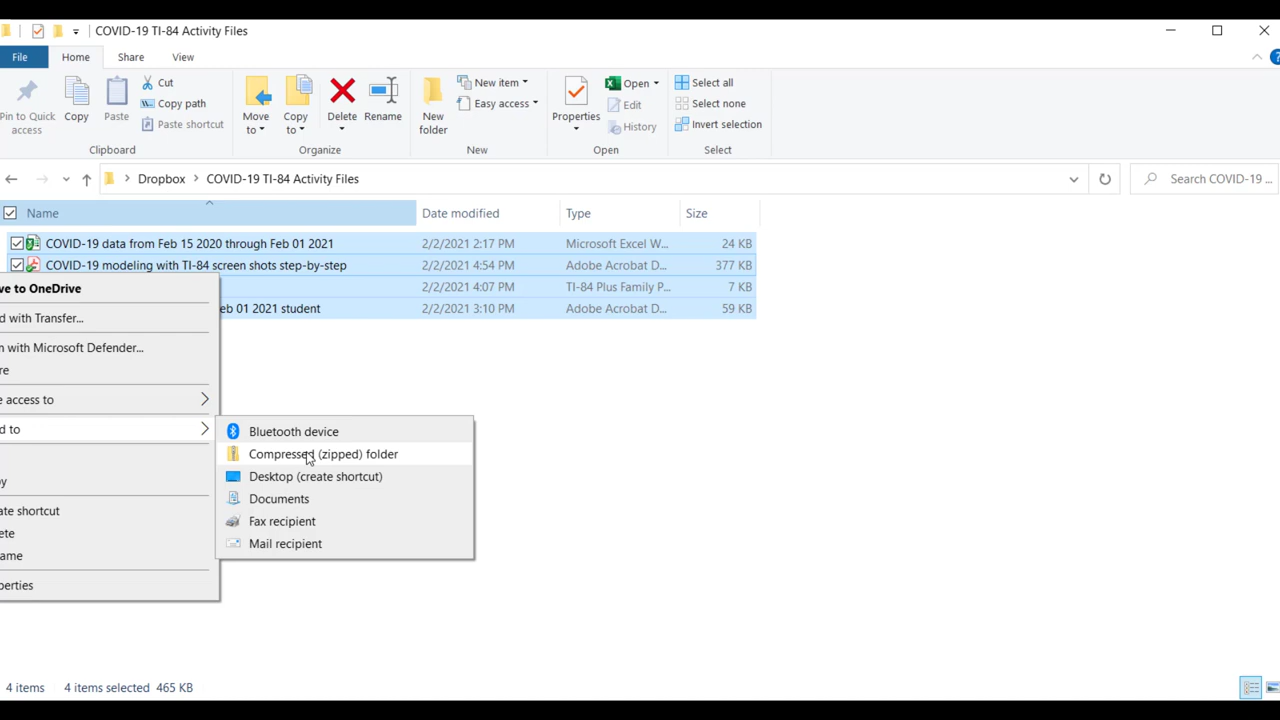 COVID-19 TI-84 Activity Files
File Home Share View
Pin to Quick access
Copy
Paste
Cut
Copy path
Paste shortcut
Clipboard
Move to
Copy to
Delete
Rename
Organize
New folder
New item
Easy access
New
Properties
Open
Edit
History
Open
Select all
Select none
Invert selection
Select
Dropbox > COVID-19 TI-84 Activity Files
Search COVID-19 ...
Name Date modified Type Size
COVID-19 data from Feb 15 2020 through Feb 01 2021 2/2/2021 2:17 PM Microsoft Excel W... 24 KB
COVID-19 modeling with TI-84 screen shots step-by-step 2/2/2021 4:54 PM Adobe Acrobat D... 377 KB
2/2/2021 4:07 PM TI-84 Plus Family P... 7 KB
eb 01 2021 student 2/2/2021 3:10 PM Adobe Acrobat D... 59 KB
ve to OneDrive
d with Transfer...
n with Microsoft Defender...
re
e access to
d to
y
ate shortcut
ete
ame
perties
Bluetooth device
Compressed (zipped) folder
Desktop (create shortcut)
Documents
Fax recipient
Mail recipient
4 items 4 items selected 465 KB